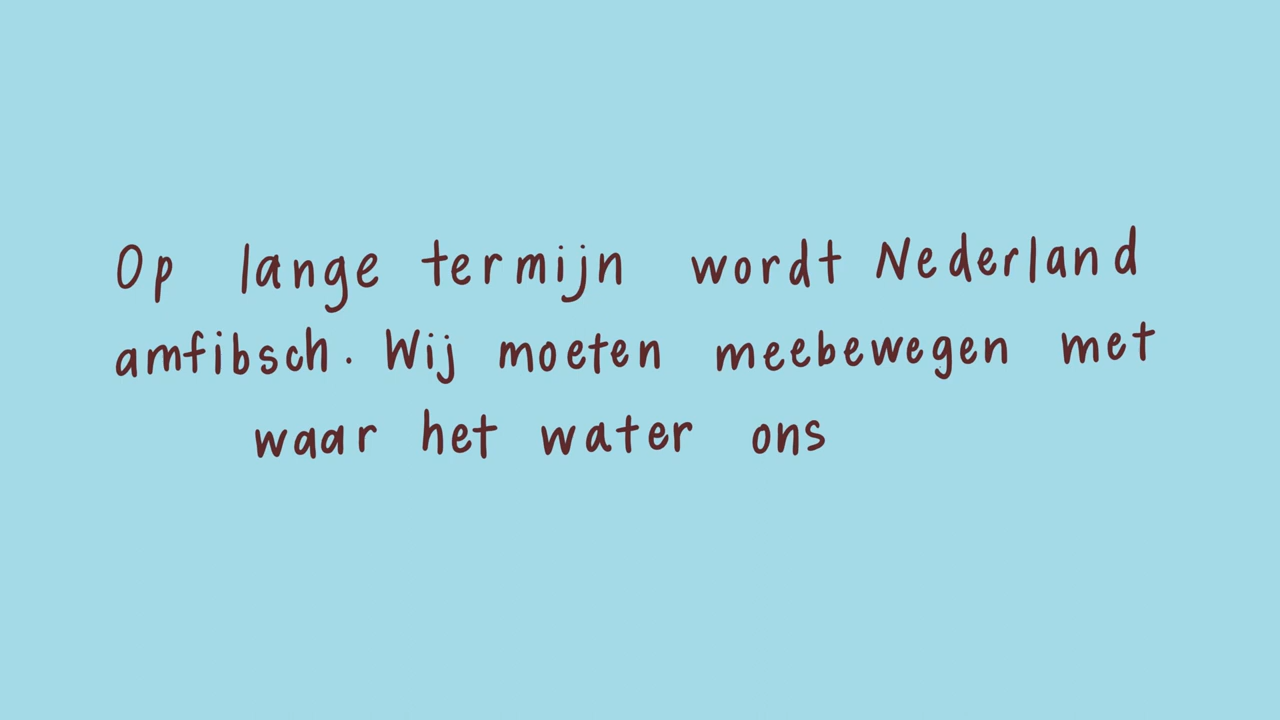 Op lange termijn wordt Nederland
amfibsch. Wij moeten meebewegen met
waar het water ons